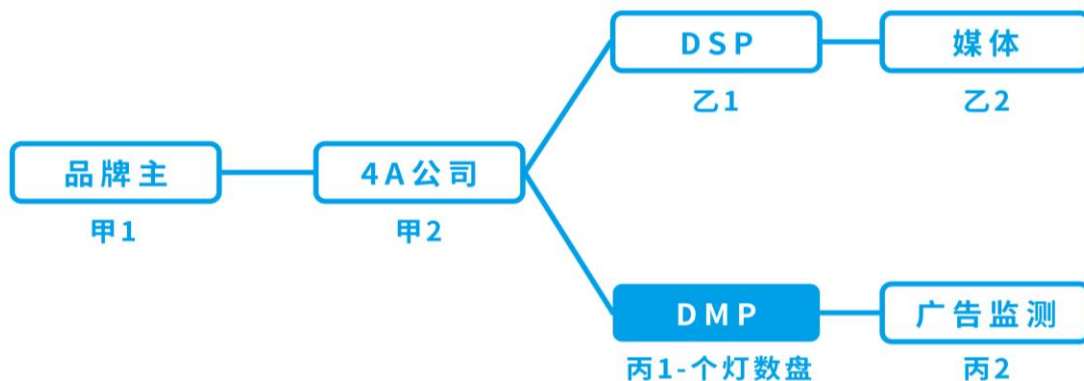 DSP
乙1
媒体
乙2
品牌主
甲1
4A公司
甲2
DMP
丙1-个灯数盘
广告监测
丙2